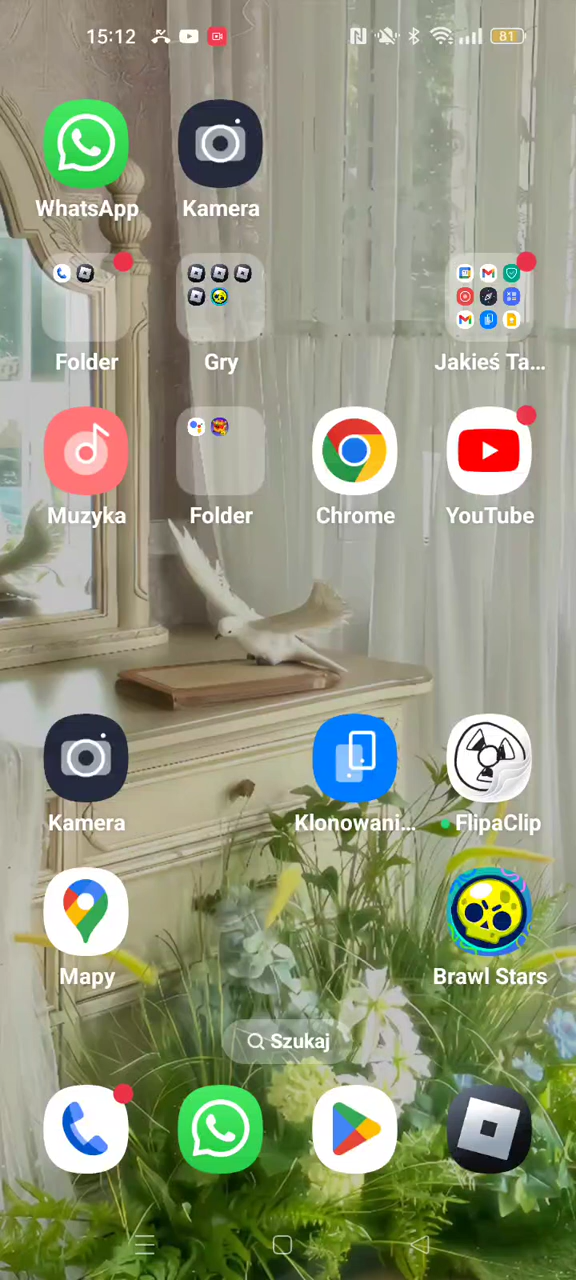 15:12 81
WhatsApp Kamera
Folder Gry Jakieś Ta...
Muzyka Folder Chrome YouTube
Kamera Klonowani... FlipaClip
Mapy Brawl Stars
Szukaj